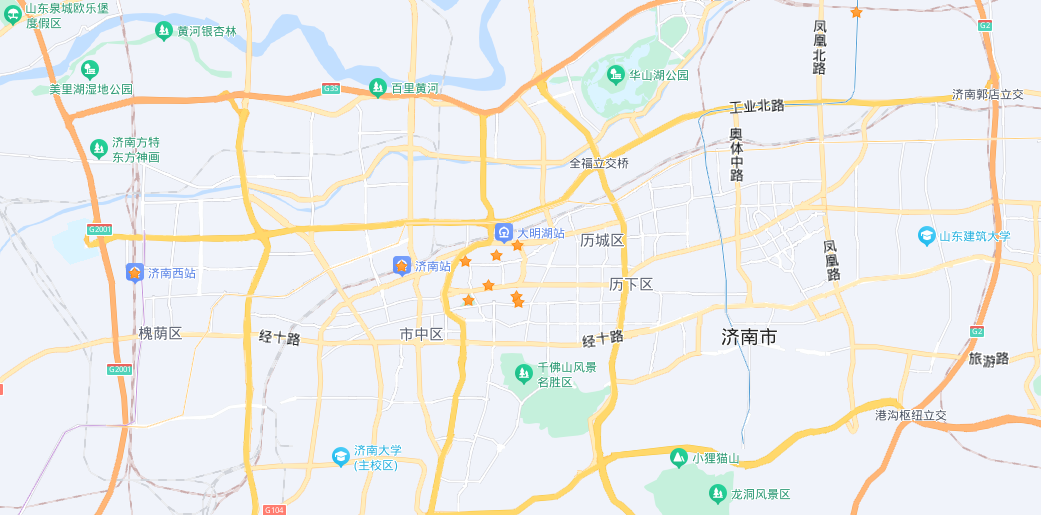 山东泉城欧乐堡
度假区
黄河银杏林
凤凰北路
G2
美里湖湿地公园
G35
百里黄河
华山湖公园
工业北路
济南郭店立交
济南方特
东方神画
奥体中路
全福立交桥
G2001
大明湖站
历城区
山东建筑大学
济南西站
济南站
凤凰路
历下区
槐荫区
经十路
市中区
经十路
济南市
G2
旅游路
G2001
千佛山风景
名胜区
港沟枢纽立交
济南大学
(主校区)
小狸猫山
龙洞风景区
G104